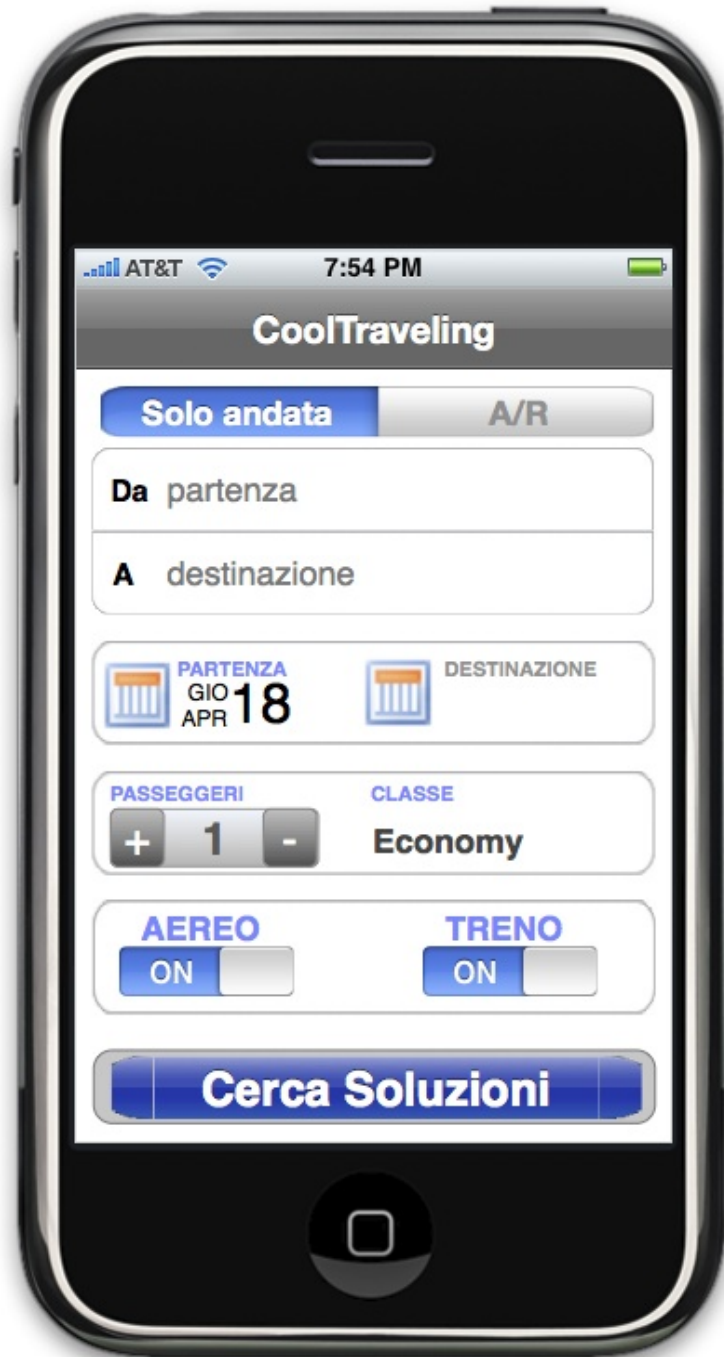 AT&T 7:54 PM
CoolTraveling
Solo andata A/R
Da partenza
A destinazione
PARTENZA DESTINAZIONE
GIO
APR 18
PASSEGGERI CLASSE
+ 1 - Economy
AEREO TRENO
ON ON
Cerca Soluzioni